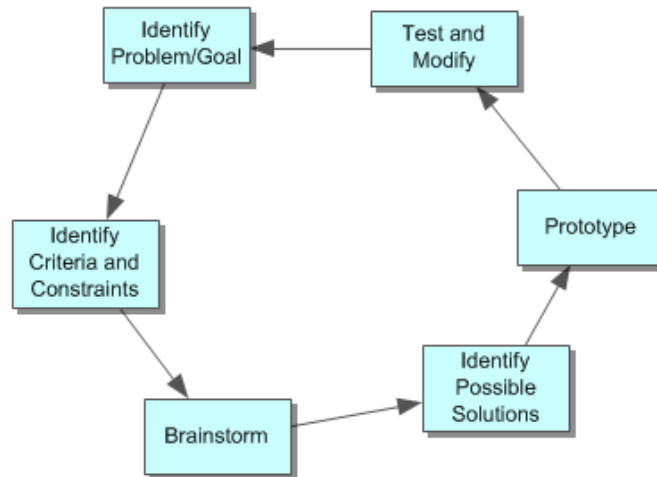 Identify
Problem/Goal
Test and
Modify
Identify
Criteria and
Constraints
Prototype
Identify
Possible
Solutions
Brainstorm